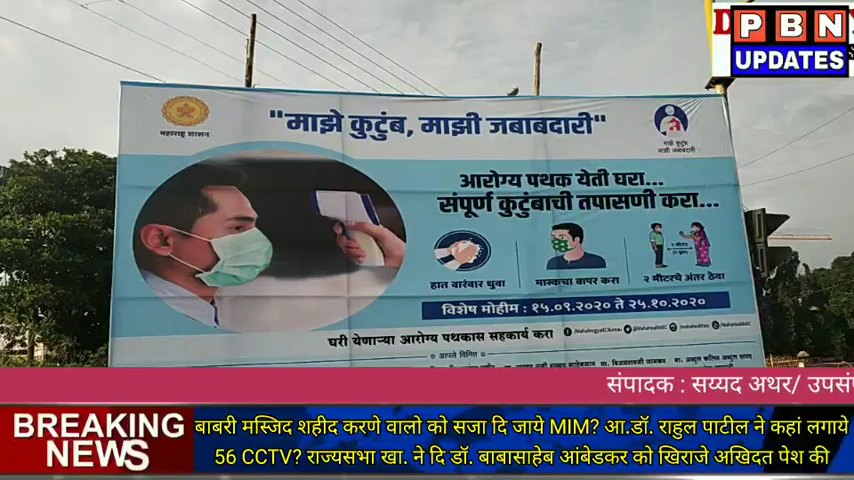 PBN
UPDATES
महाराष्ट्र शासन
"माझे कुटुंब, माझी जबाबदारी"
माझे कुटुंब
माझी जबाबदारी
आरोग्य पथक येती घरा...
संपूर्ण कुटुंबाची तपासणी करा...
हात वारंवार धुवा
मास्कचा वापर करा
२ मीटरचे अंतर ठेवा
विशेष मोहीम : १५.०९.२०२० ते २५.१०.२०२०
घरी येणाऱ्या आरोग्य पथकास सहकार्य करा
आपले विनित
संपादक : सय्यद अथर/ उपसं
BREAKING
NEWS
बाबरी मस्जिद शहीद करणे वालो को सजा दि जाये MIM? आ.डॉ. राहुल पाटील ने कहां लगाये
56 CCTV? राज्यसभा खा. ने दि डॉ. बाबासाहेब आंबेडकर को खिराजे अखिदत पेश की